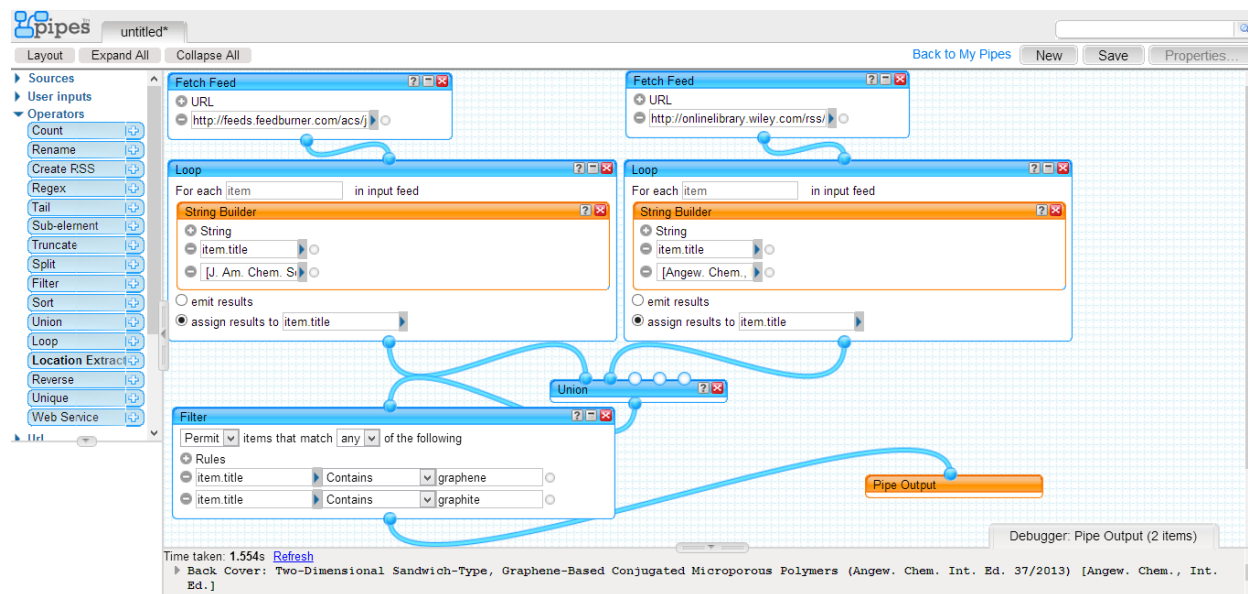 pipes
untitled*
Layout Expand All Collapse All Back to My Pipes New Save Properties...
Sources
User inputs
Operators
Count
Rename
Create RSS
Regex
Tail
Sub-element
Truncate
Split
Filter
Sort
Union
Loop
Location Extract
Reverse
Unique
Web Service
Url
Fetch Feed
URL
http://feeds.feedburner.com/acs/j
Fetch Feed
URL
http://onlinelibrary.wiley.com/rss/
Loop
For each item in input feed
String Builder
String
item.title
[J. Am. Chem. S
emit results
assign results to item.title
Loop
For each item in input feed
String Builder
String
item.title
[Angew. Chem.,
emit results
assign results to item.title
Union
Filter
Permit items that match any of the following
Rules
item.title Contains graphene
item.title Contains graphite
Pipe Output
Debugger: Pipe Output (2 items)
Time taken: 1.554s Refresh
Back Cover: Two-Dimensional Sandwich-Type, Graphene-Based Conjugated Microporous Polymers (Angew. Chem. Int. Ed. 37/2013) [Angew. Chem., Int.
Ed.]